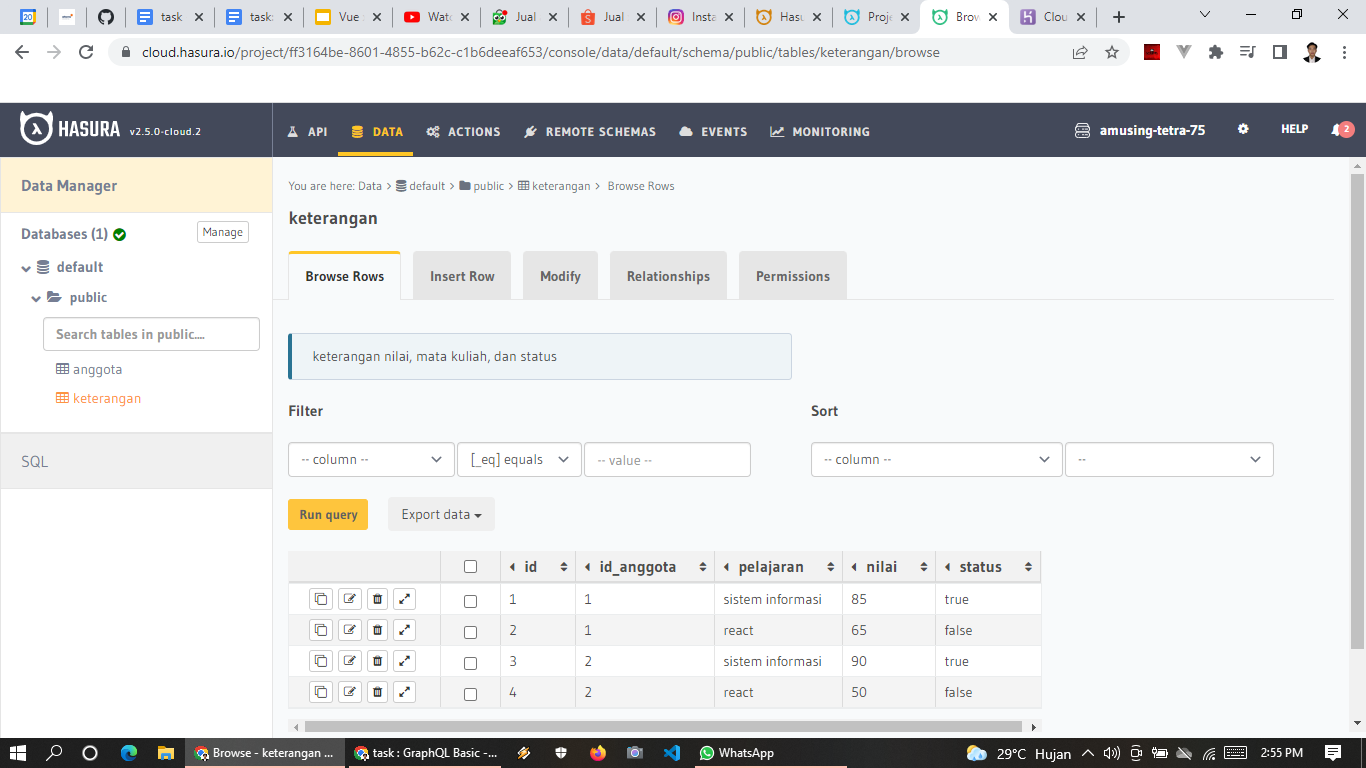 20
task
task:
Vue
Wato
Jual
Jual
Insta
Hasu
Proje
Brow
Clou
cloud.hasura.io/project/ff3164be-8601-4855-b62c-c1b6deeaf653/console/data/default/schema/public/tables/keterangan/browse
HASURA v2.5.0-cloud.2
API
DATA
ACTIONS
REMOTE SCHEMAS
EVENTS
MONITORING
amusing-tetra-75
HELP
2
Data Manager
Databases (1)
Manage
default
public
Search tables in public....
anggota
keterangan
SQL
You are here: Data > default > public > keterangan > Browse Rows
keterangan
Browse Rows
Insert Row
Modify
Relationships
Permissions
keterangan nilai, mata kuliah, dan status
Filter
Sort
-- column --
[_eq] equals
-- value --
-- column --
--
Run query
Export data
id id_anggota pelajaran nilai status
1 1 sistem informasi 85 true
2 1 react 65 false
3 2 sistem informasi 90 true
4 2 react 50 false
Browse - keterangan ...
task : GraphQL Basic -...
WhatsApp
29°C Hujan
2:55 PM